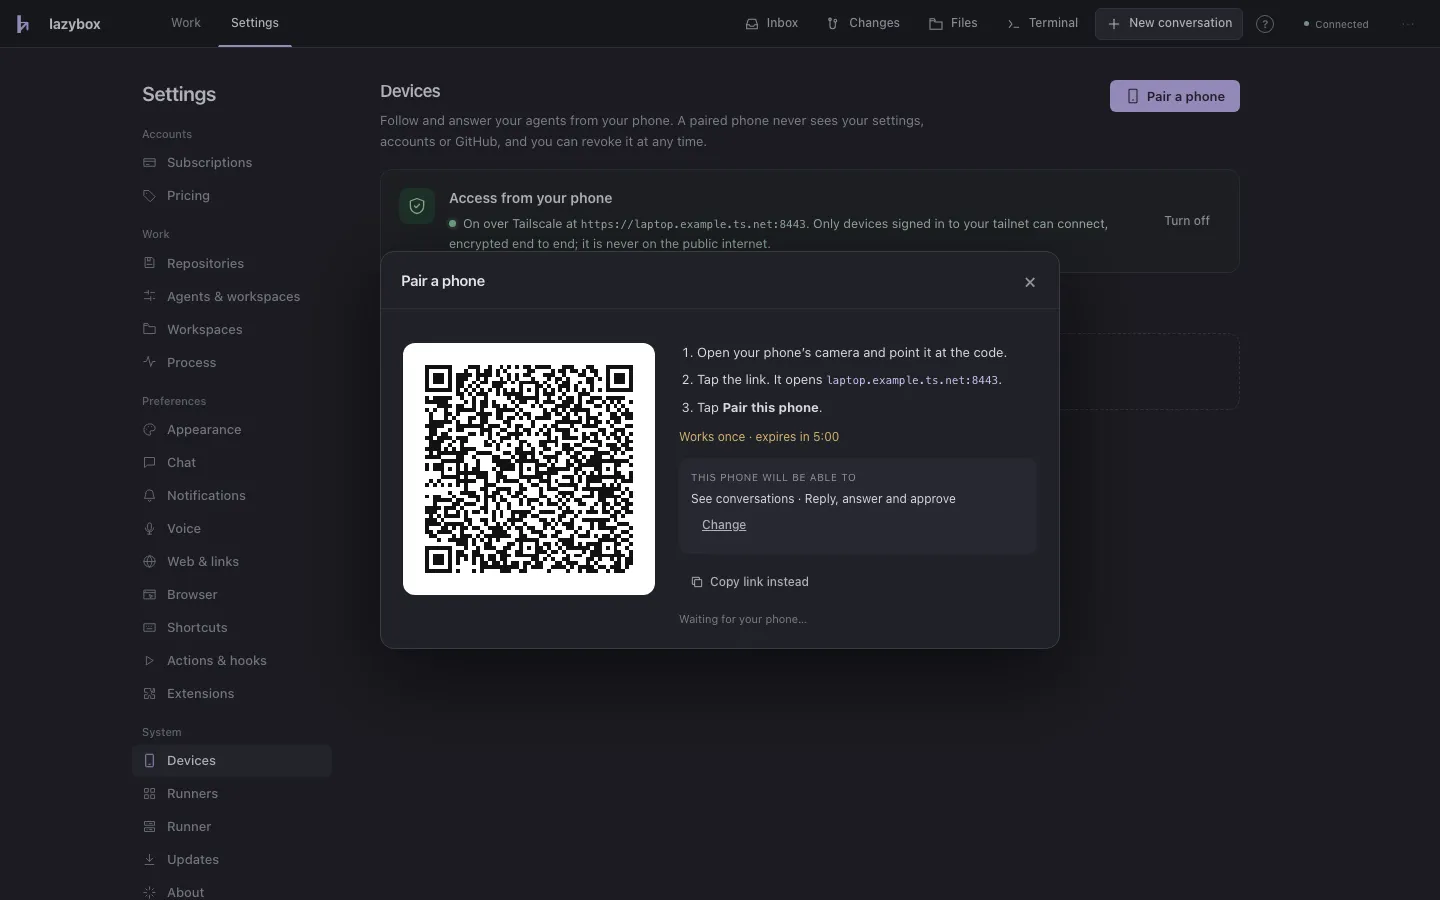 lazybox
Work
Settings
Inbox
Changes
Files
Terminal
New conversation
?
Connected
Settings
Accounts
Subscriptions
Pricing
Work
Repositories
Agents & workspaces
Workspaces
Process
Preferences
Appearance
Chat
Notifications
Voice
Web & links
Browser
Shortcuts
Actions & hooks
Extensions
System
Devices
Runners
Runner
Updates
About
Devices
Follow and answer your agents from your phone. A paired phone never sees your settings,
accounts or GitHub, and you can revoke it at any time.
Pair a phone
Access from your phone
On over Tailscale at https://laptop.example.ts.net:8443. Only devices signed in to your tailnet can connect,
encrypted end to end; it is never on the public internet.
Turn off
Pair a phone
1. Open your phone's camera and point it at the code.
2. Tap the link. It opens laptop.example.ts.net:8443.
3. Tap Pair this phone.
Works once · expires in 5:00
THIS PHONE WILL BE ABLE TO
See conversations · Reply, answer and approve
Change
Copy link instead
Waiting for your phone…